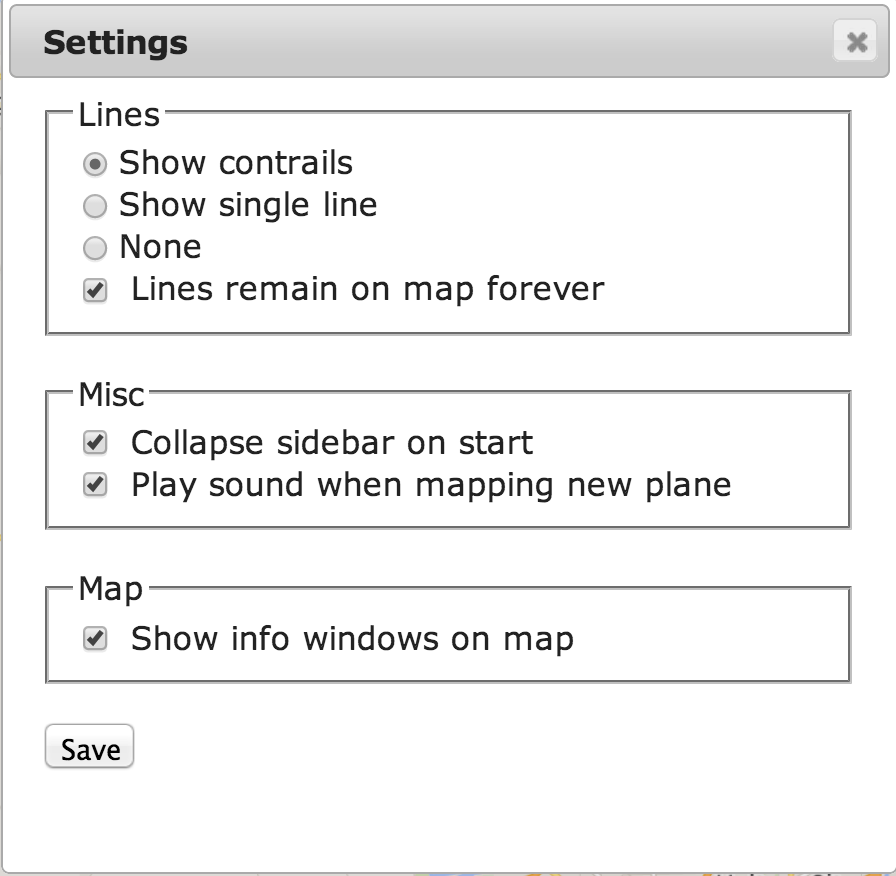 Settings
Lines
Show contrails
Show single line
None
Lines remain on map forever
Misc
Collapse sidebar on start
Play sound when mapping new plane
Map
Show info windows on map
Save